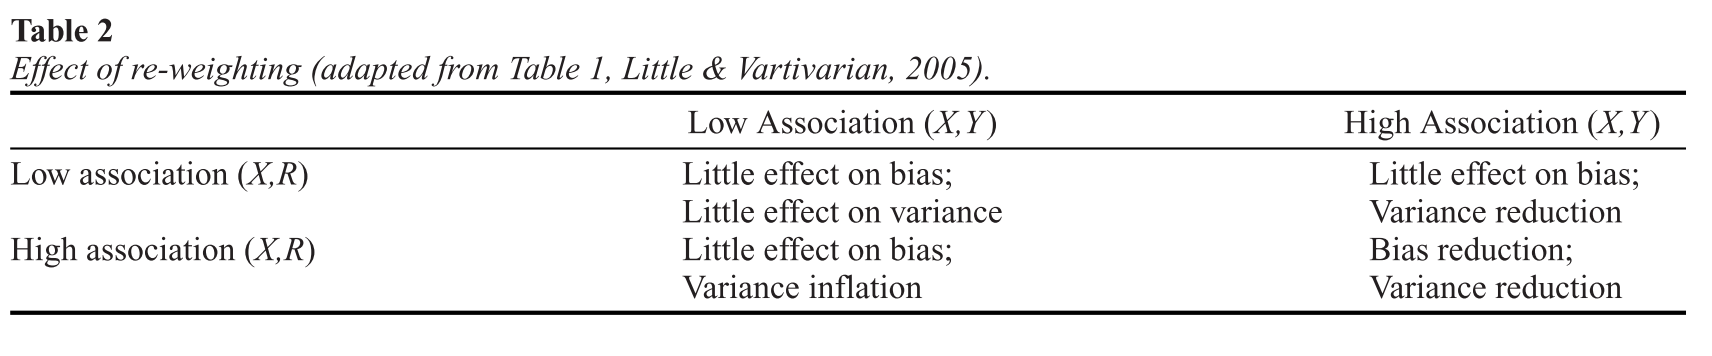 Table 2
Effect of re-weighting (adapted from Table 1, Little & Vartivarian, 2005).
Low Association (X,Y) High Association (X,Y)
Low association (X,R) Little effect on bias; Little effect on bias;
Little effect on variance Variance reduction
High association (X,R) Little effect on bias; Bias reduction;
Variance inflation Variance reduction